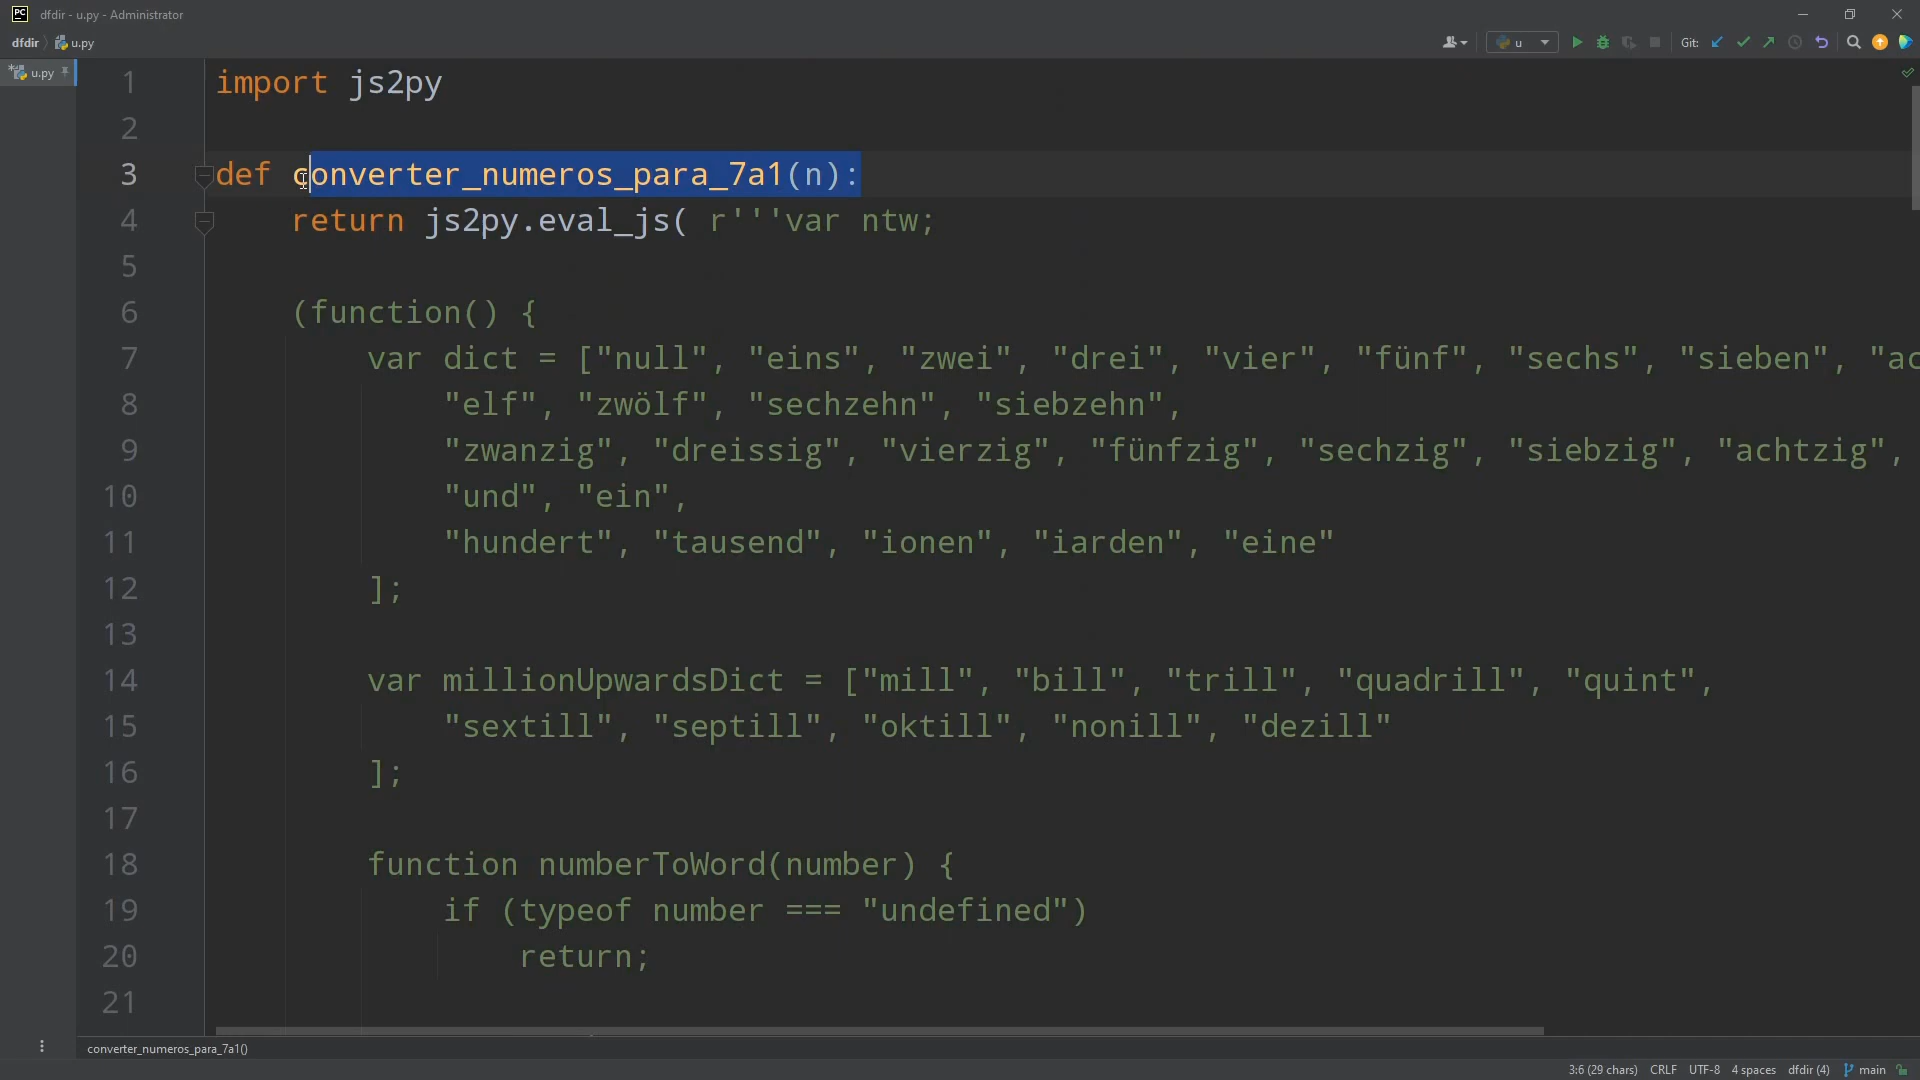 PC dfdir - u.py - Administrator
dfdir u.py
u Git:
u.py
1 import js2py
2
3 def converter_numeros_para_7a1(n):
4 return js2py.eval_js( r'''var ntw;
5
6 (function() {
7 var dict = ["null", "eins", "zwei", "drei", "vier", "fünf", "sechs", "sieben", "ac
8 "elf", "zwölf", "sechzehn", "siebzehn",
9 "zwanzig", "dreissig", "vierzig", "fünfzig", "sechzig", "siebzig", "achtzig",
10 "und", "ein",
11 "hundert", "tausend", "ionen", "iarden", "eine"
12 ];
13
14 var millionUpwardsDict = ["mill", "bill", "trill", "quadrill", "quint",
15 "sextill", "septill", "oktill", "nonill", "dezill"
16 ];
17
18 function numberToWord(number) {
19 if (typeof number === "undefined")
20 return;
21
converter_numeros_para_7a1()
3:6 (29 chars) CRLF UTF-8 4 spaces dfdir (4) main